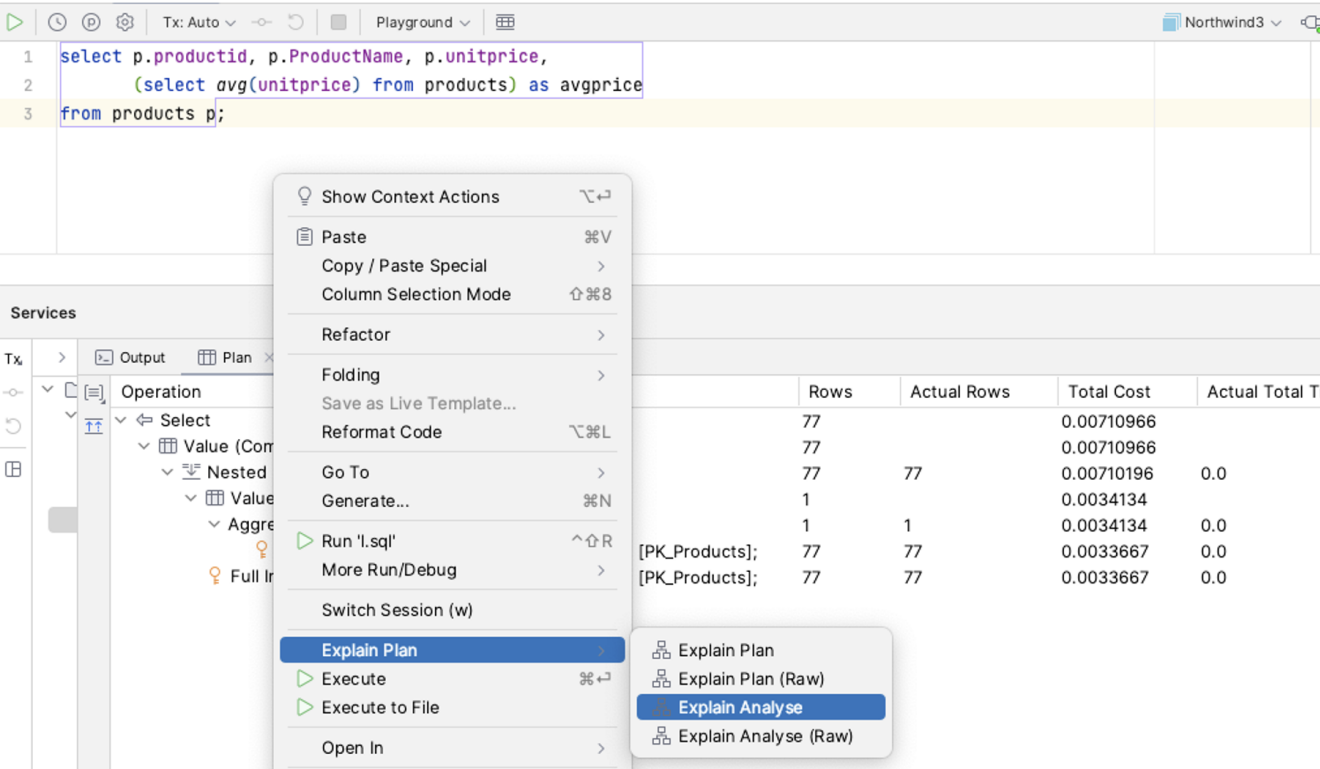 Tx: Auto
Playground
Northwind3
1 select p.productid, p.ProductName, p.unitprice,
2 (select avg(unitprice) from products) as avgprice
3 from products p;
Show Context Actions ⌥↩
Paste ⌘V
Copy / Paste Special
Column Selection Mode ⇧⌘8
Refactor
Folding
Save as Live Template...
Reformat Code ⌥⌘L
Go To
Generate... ⌘N
Run 'l.sql' ^⇧R
More Run/Debug
Switch Session (w)
Explain Plan
Execute ⌘↩
Execute to File
Open In
Explain Plan
Explain Plan (Raw)
Explain Analyse
Explain Analyse (Raw)
Services
Tx
Output
Plan
Operation Rows Actual Rows Total Cost Actual Total T
Select 77 0.00710966
Value (Com 77 0.00710966
Nested 77 77 0.00710196 0.0
Value 1 0.0034134
Aggre 1 1 0.0034134 0.0
[PK_Products]; 77 77 0.0033667 0.0
Full In [PK_Products]; 77 77 0.0033667 0.0